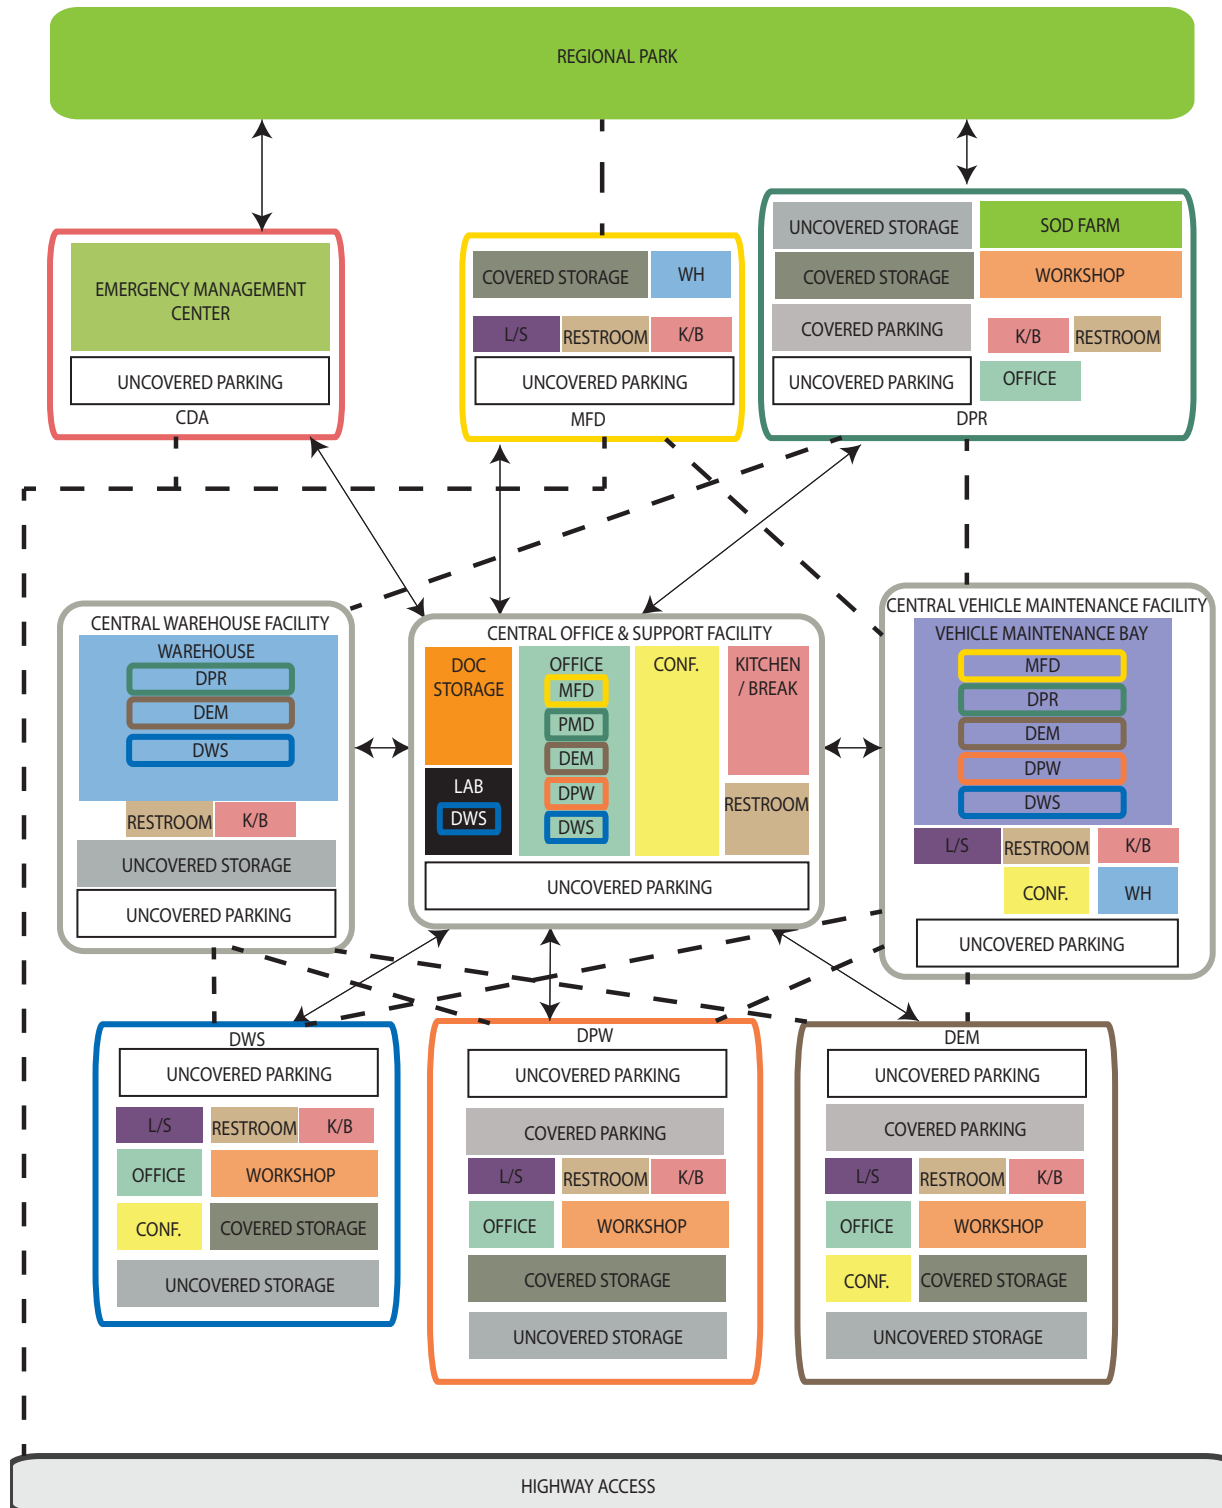 REGIONAL PARK
EMERGENCY MANAGEMENT
CENTER
UNCOVERED PARKING
CDA
COVERED STORAGE
WH
L/S
RESTROOM
K/B
UNCOVERED PARKING
MFD
UNCOVERED STORAGE
SOD FARM
COVERED STORAGE
WORKSHOP
COVERED PARKING
K/B
RESTROOM
UNCOVERED PARKING
OFFICE
DPR
CENTRAL WAREHOUSE FACILITY
WAREHOUSE
DPR
DEM
DWS
RESTROOM
K/B
UNCOVERED STORAGE
UNCOVERED PARKING
CENTRAL OFFICE & SUPPORT FACILITY
DOC
STORAGE
LAB
DWS
OFFICE
MFD
PMD
DEM
DPW
DWS
CONF.
KITCHEN
/ BREAK
RESTROOM
UNCOVERED PARKING
CENTRAL VEHICLE MAINTENANCE FACILITY
VEHICLE MAINTENANCE BAY
MFD
DPR
DEM
DPW
DWS
L/S
RESTROOM
K/B
CONF.
WH
UNCOVERED PARKING
DWS
UNCOVERED PARKING
L/S
RESTROOM
K/B
OFFICE
WORKSHOP
CONF.
COVERED STORAGE
UNCOVERED STORAGE
DPW
UNCOVERED PARKING
COVERED PARKING
L/S
RESTROOM
K/B
OFFICE
WORKSHOP
COVERED STORAGE
UNCOVERED STORAGE
DEM
UNCOVERED PARKING
COVERED PARKING
L/S
RESTROOM
K/B
OFFICE
WORKSHOP
CONF.
COVERED STORAGE
UNCOVERED STORAGE
HIGHWAY ACCESS